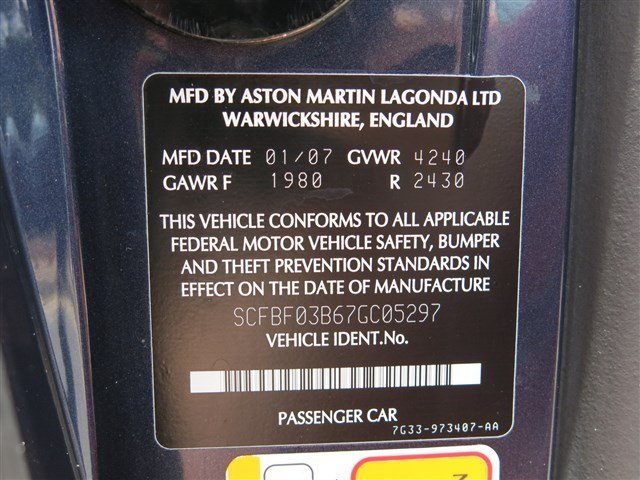 MFD BY ASTON MARTIN LAGONDA LTD
WARWICKSHIRE, ENGLAND
MFD DATE 01/07 GVWR 4240
GAWR F 1980 R 2430
THIS VEHICLE CONFORMS TO ALL APPLICABLE
FEDERAL MOTOR VEHICLE SAFETY, BUMPER
AND THEFT PREVENTION STANDARDS IN
EFFECT ON THE DATE OF MANUFACTURE
SCFBF03B67GC05297
VEHICLE IDENT.No.
PASSENGER CAR
7G33-973407-AA
3